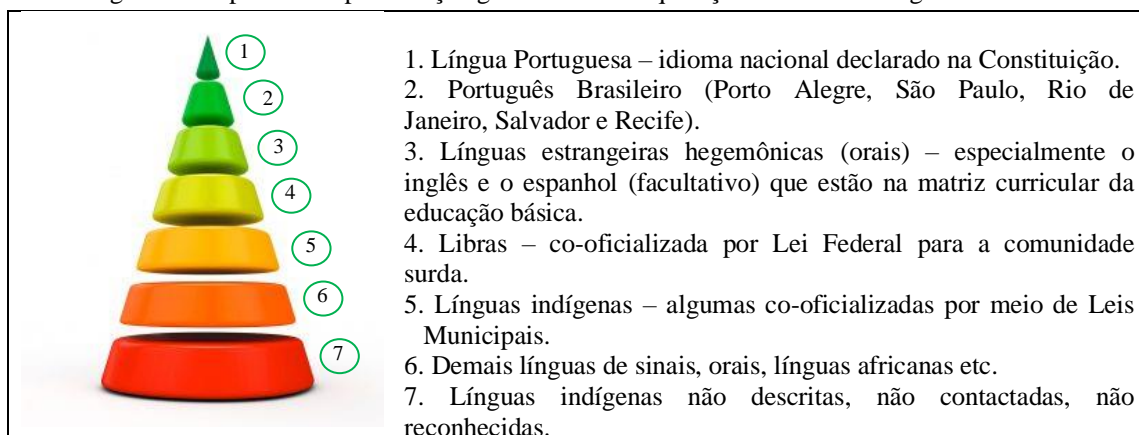 1
2
3
4
5
6
7
1. Língua Portuguesa – idioma nacional declarado na Constituição.
2. Português Brasileiro (Porto Alegre, São Paulo, Rio de
Janeiro, Salvador e Recife).
3. Línguas estrangeiras hegemônicas (orais) – especialmente o
inglês e o espanhol (facultativo) que estão na matriz curricular da
educação básica.
4. Libras – co-oficializada por Lei Federal para a comunidade
surda.
5. Línguas indígenas – algumas co-oficializadas por meio de Leis
Municipais.
6. Demais línguas de sinais, orais, línguas africanas etc.
7. Línguas indígenas não descritas, não contactadas, não
reconhecidas.